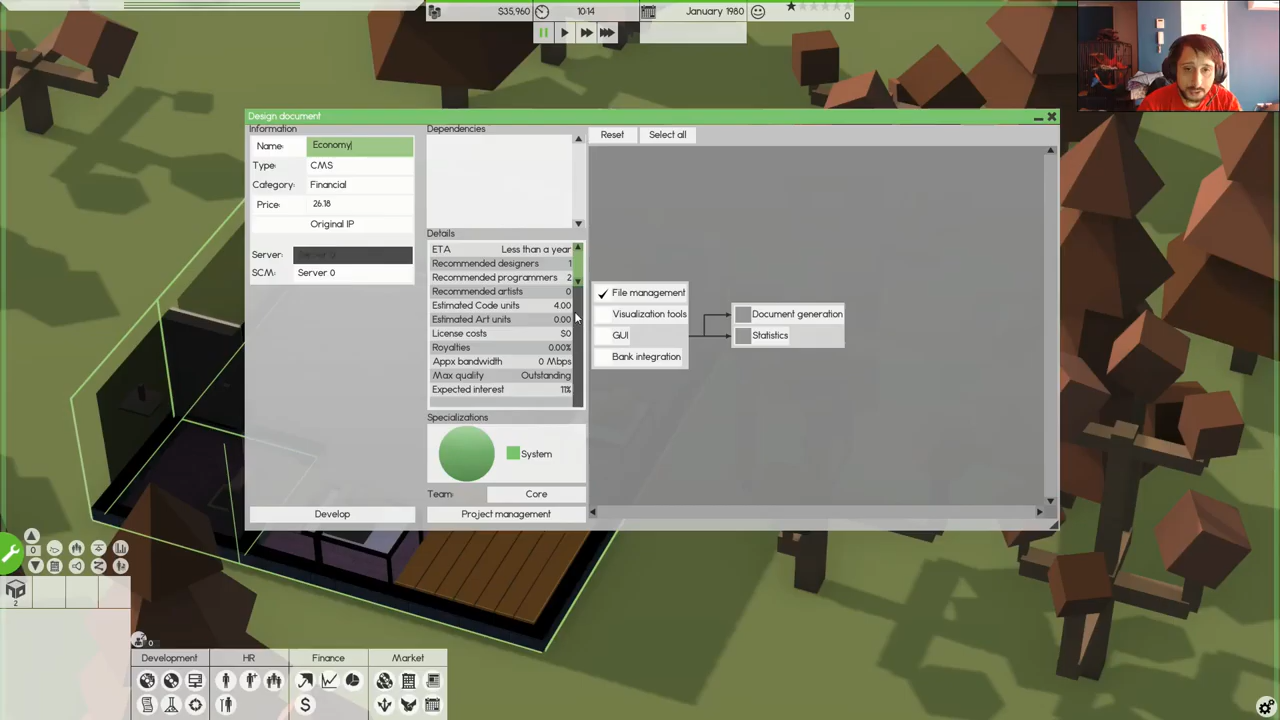 $35,960
10:14
January 1980
0
Design document
Information
Name: Economy
Type: CMS
Category: Financial
Price: 26.18
Original IP
Server:
SCM: Server 0
Develop
Dependencies
Details
ETA Less than a year
Recommended designers 1
Recommended programmers 2
Recommended artists 0
Estimated Code units 4.00
Estimated Art units 0.00
License costs $0
Royalties 0.00%
Appx bandwidth 0 Mbps
Max quality Outstanding
Expected interest 11%
Specializations
System
Team: Core
Project management
Reset Select all
File management
Visualization tools
GUI
Bank integration
Document generation
Statistics
0
2
0
Development HR Finance Market